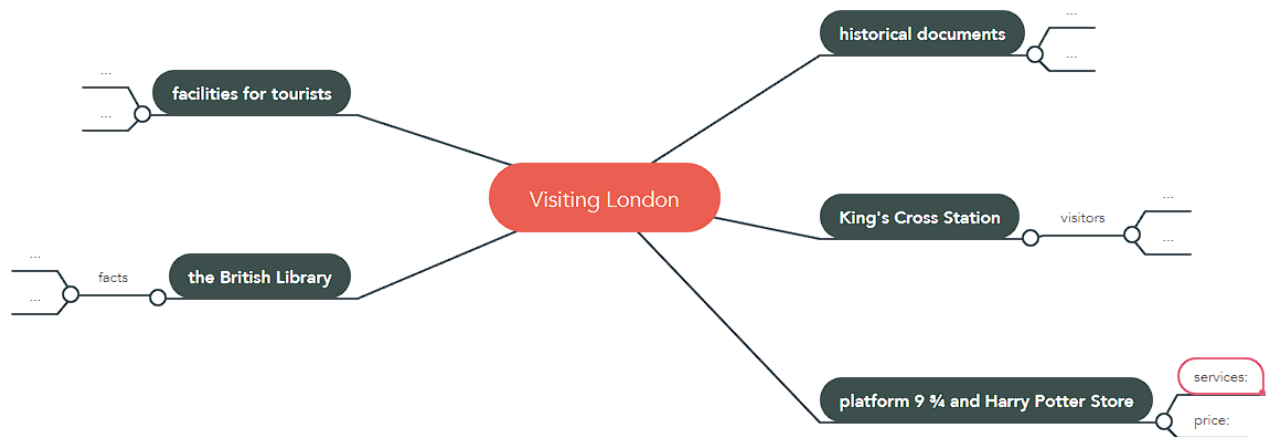 Visiting London
facilities for tourists
...
...
the British Library
facts
...
...
historical documents
...
...
King's Cross Station
visitors
...
...
platform 9 ¾ and Harry Potter Store
services:
price: